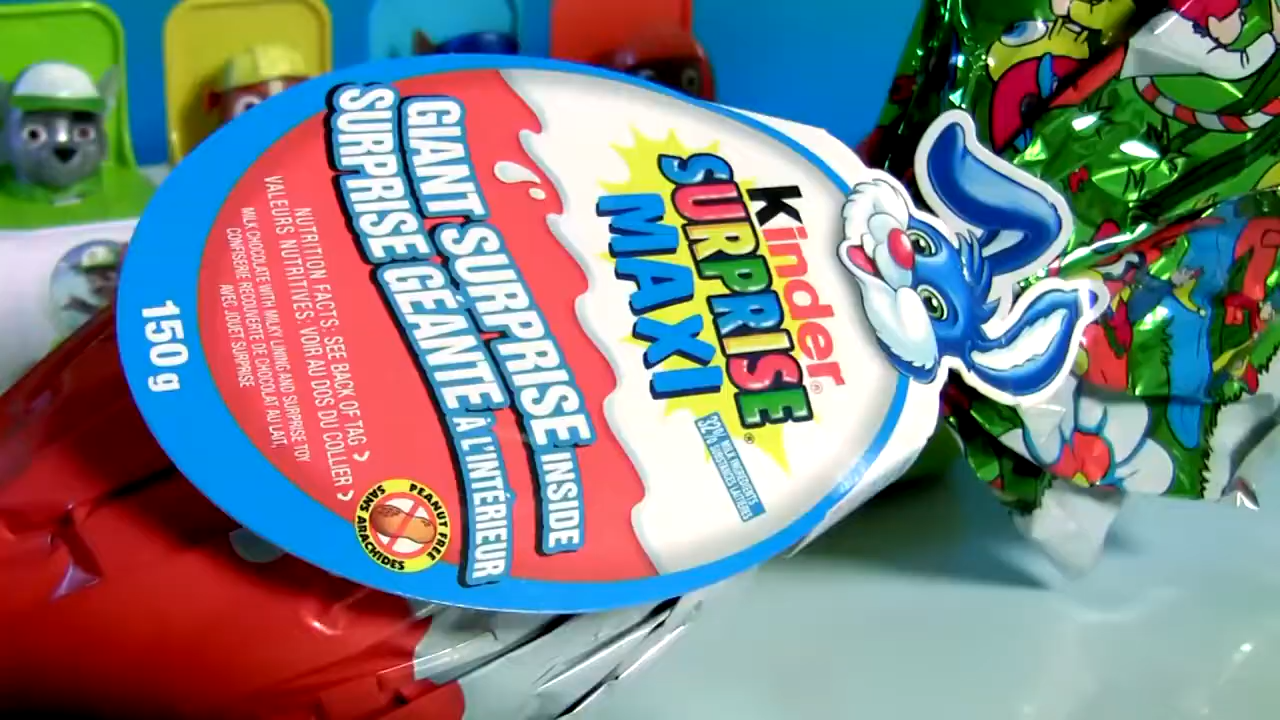 Kinder®
SURPRISE®
MAXI
32% MILK INGREDIENTS
SUBSTANCES LAITIÈRES
GIANT SURPRISE INSIDE
SURPRISE GÉANTE À L'INTÉRIEUR
NUTRITION FACTS: SEE BACK OF TAG >
VALEURS NUTRITIVES: VOIR AU DOS DU COLLIER >
MILK CHOCOLATE WITH MILKY LINING AND SURPRISE TOY
CONFISERIE RECOUVERTE DE CHOCOLAT AU LAIT,
AVEC JOUET SURPRISE
PEANUT FREE
SANS ARACHIDES
150 g